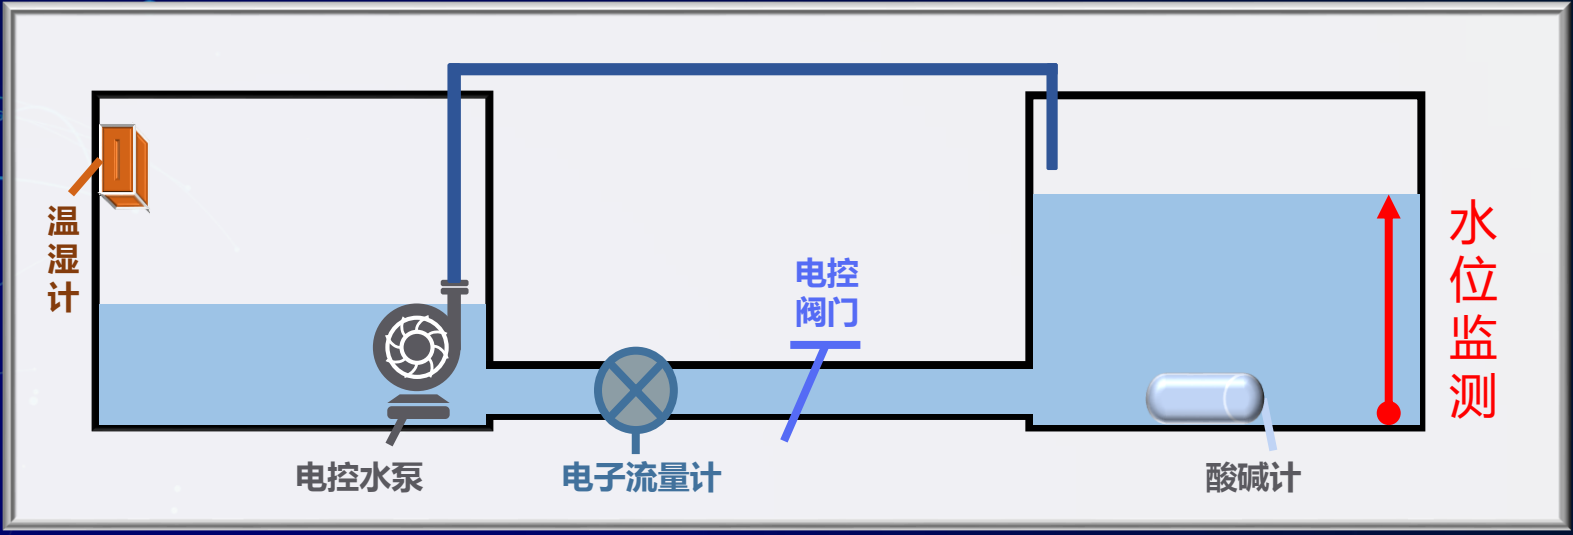 温湿计
电控水泵
电子流量计
电控
阀门
酸碱计
水位监测